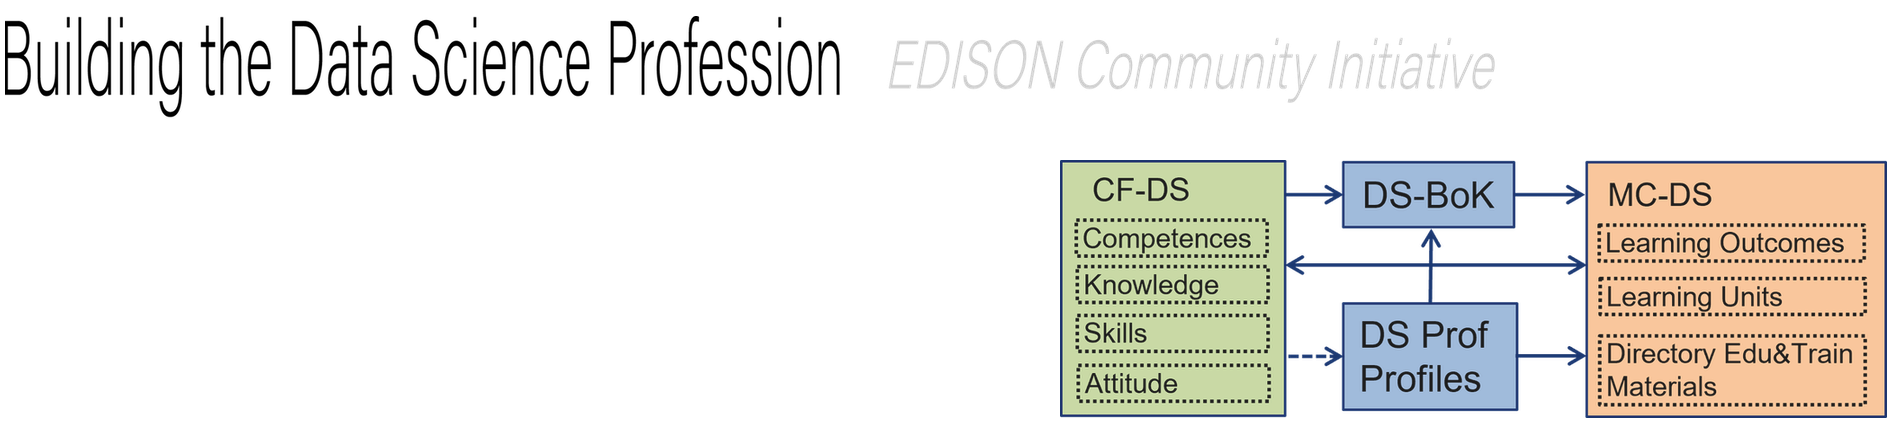 Building the Data Science Profession EDISON Community Initiative
CF-DS
Competences
Knowledge
Skills
Attitude
DS-BoK
DS Prof
Profiles
MC-DS
Learning Outcomes
Learning Units
Directory Edu&Train
Materials